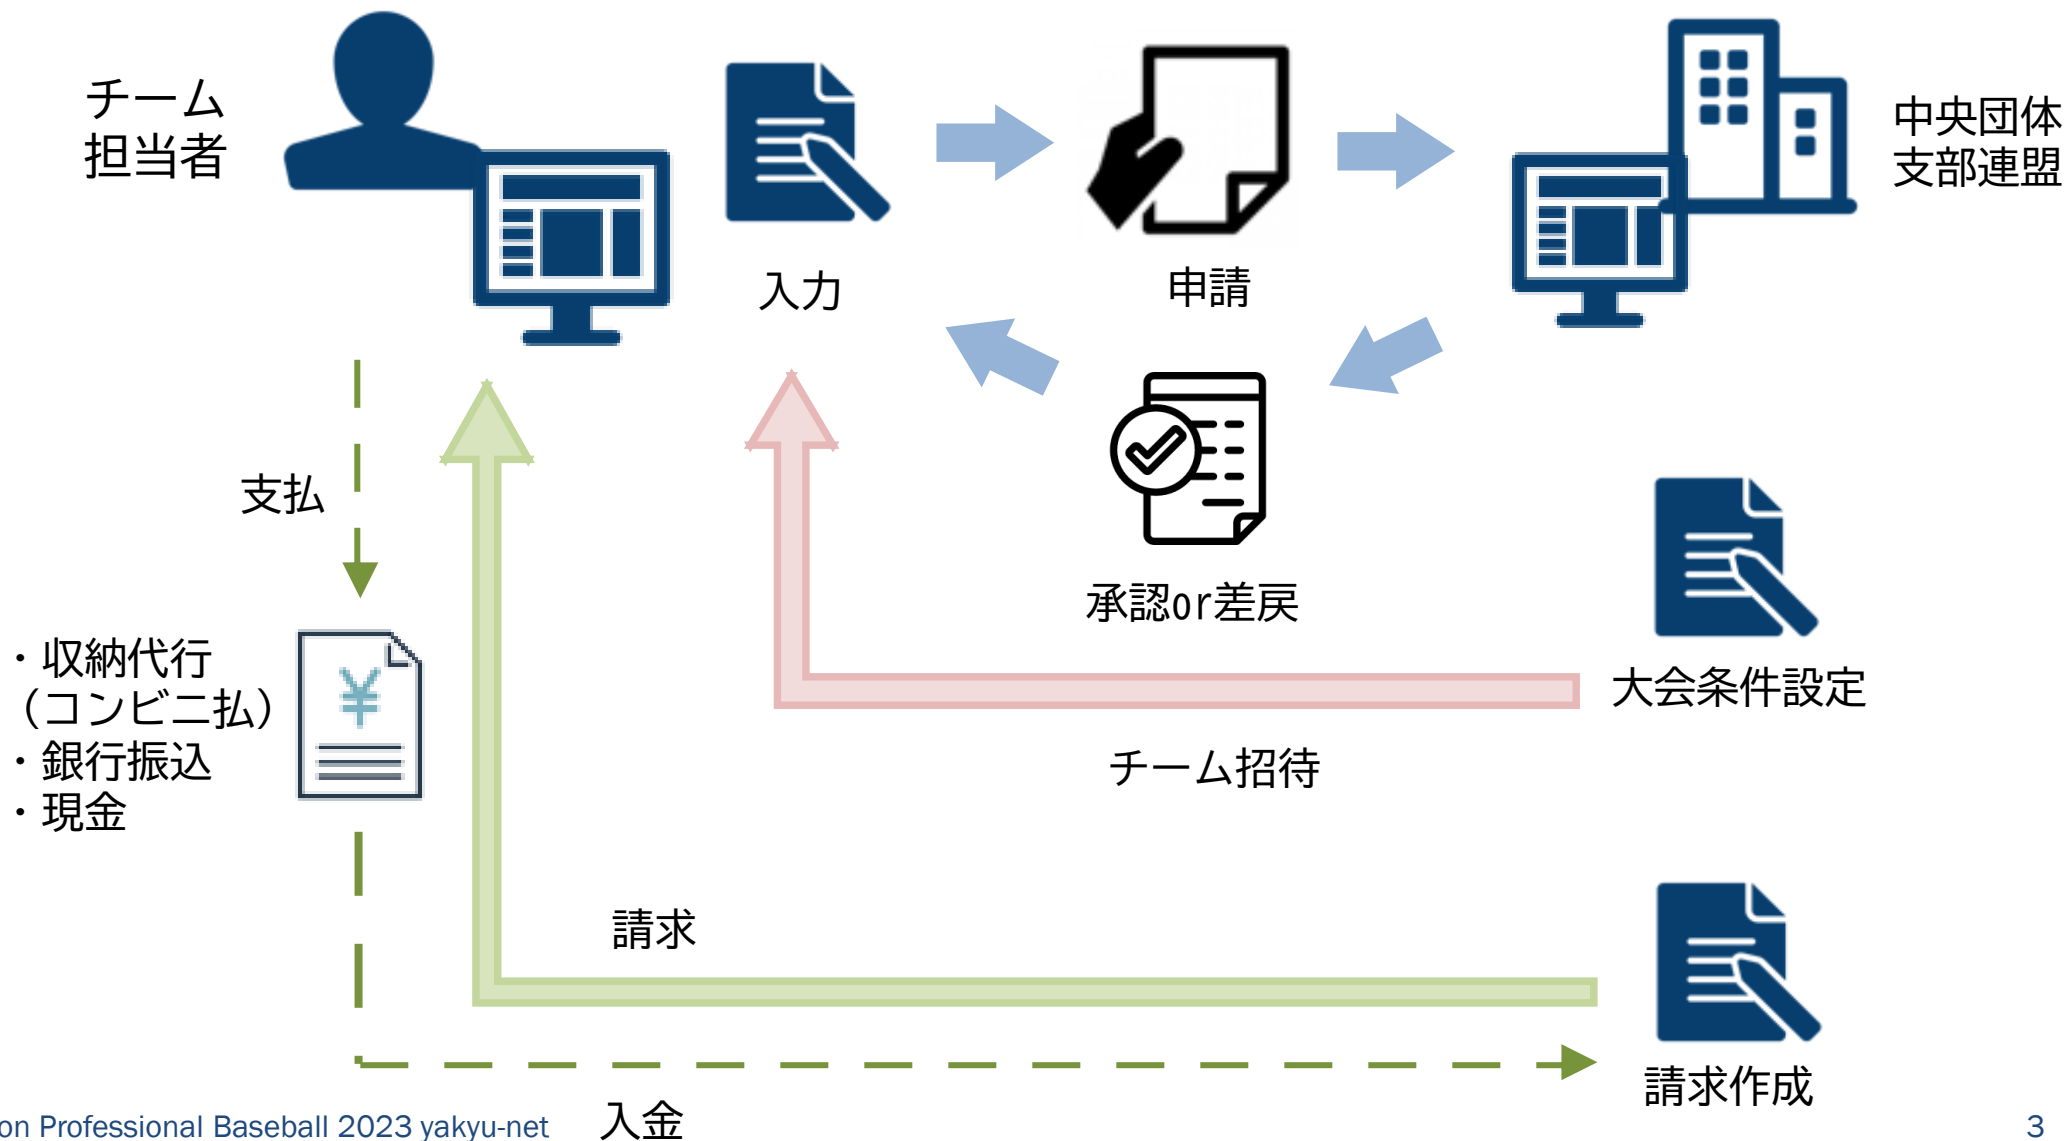 チーム
担当者
中央団体
支部連盟
入力
申請
支払
承認or差戻
・収納代行
（コンビニ払）
・銀行振込
・現金
大会条件設定
チーム招待
請求
請求作成
入金
on Professional Baseball 2023 yakyu-net
3